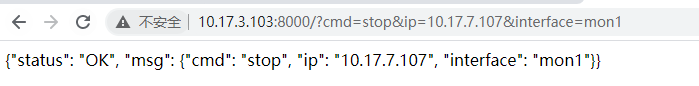 不安全 | 10.17.3.103:8000/?cmd=stop&ip=10.17.7.107&interface=mon1
{"status": "OK", "msg": {"cmd": "stop", "ip": "10.17.7.107", "interface": "mon1"}}